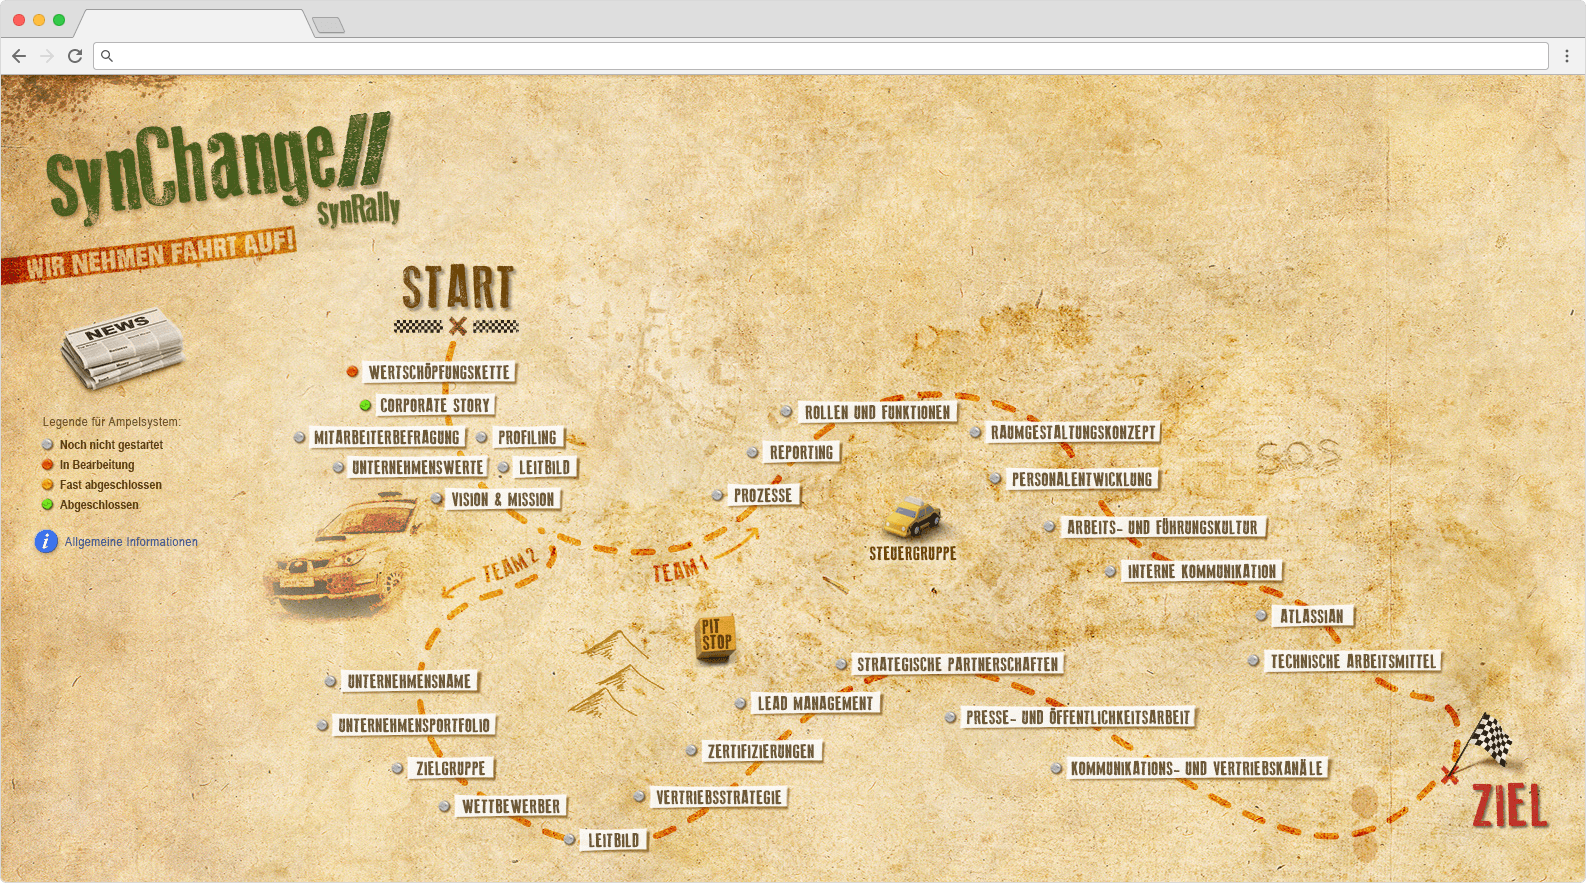 SynChange//
synRally
WIR NEHMEN FAHRT AUF!
START
NEWS
WERTSCHÖPFUNGSKETTE
CORPORATE STORY
MITARBEITERBEFRAGUNG
PROFILING
UNTERNEHMENSWERTE
LEITBILD
VISION & MISSION
Legende für Ampelsystem:
Noch nicht gestartet
In Bearbeitung
Fast abgeschlossen
Abgeschlossen
i Allgemeine Informationen
TEAM 2
TEAM 1
ROLLEN UND FUNKTIONEN
REPORTING
PROZESSE
RAUMGESTALTUNGSKONZEPT
PERSONALENTWICKLUNG
SOS
ARBEITS- UND FÜHRUNGSKULTUR
STEUERGRUPPE
INTERNE KOMMUNIKATION
ATLASSIAN
TECHNISCHE ARBEITSMITTEL
PIT
STOP
UNTERNEHMENSNAME
UNTERNEHMENSPORTFOLIO
ZIELGRUPPE
WETTBEWERBER
LEITBILD
VERTRIEBSSTRATEGIE
ZERTIFIZIERUNGEN
LEAD MANAGEMENT
STRATEGISCHE PARTNERSCHAFTEN
PRESSE- UND ÖFFENTLICHKEITSARBEIT
KOMMUNIKATIONS- UND VERTRIEBSKANÄLE
ZIEL